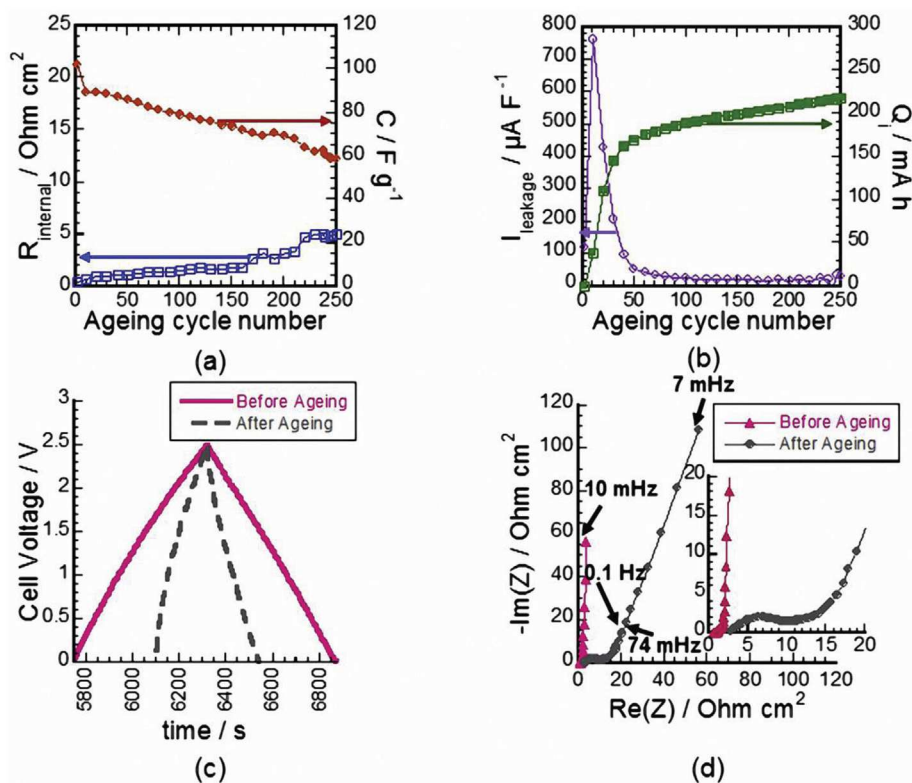 25
20
15
10
5
0
R internal / Ohm cm²
120
100
80
60
40
20
0
C / F g⁻¹
0 50 100 150 200 250
Ageing cycle number
(a)
800
700
600
500
400
300
200
100
0
I leakage / µA F⁻¹
300
250
200
150
100
50
0
Q i / mA h
0 50 100 150 200 250
Ageing cycle number
(b)
Before Ageing
After Ageing
3
2.5
2
1.5
1
0.5
0
Cell Voltage / V
5800 6000 6200 6400 6600 6800
time / s
(c)
7 mHz
Before Ageing
After Ageing
10 mHz
0.1 Hz
74 mHz
120
100
80
60
40
20
0
-Im(Z) / Ohm cm²
0 20 40 60 80 100 120
Re(Z) / Ohm cm²
20
15
10
5
0
0 5 10 15 20
(d)